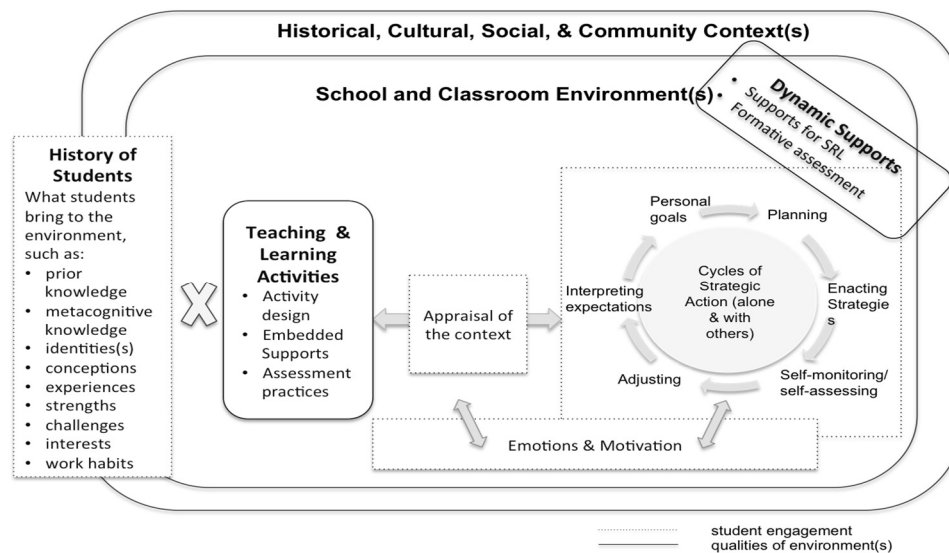 Historical, Cultural, Social, & Community Context(s)
School and Classroom Environment(s)
Dynamic Supports
• Supports for SRL
• Formative assessment
History of
Students
What students
bring to the
environment,
such as:
• prior
knowledge
• metacognitive
knowledge
• identities(s)
• conceptions
• experiences
• strengths
• challenges
• interests
• work habits
X
Teaching &
Learning
Activities
• Activity
design
• Embedded
Supports
• Assessment
practices
Appraisal of
the context
Personal
goals
Planning
Enacting
Strategie
s
Self-monitoring/
self-assessing
Adjusting
Interpreting
expectations
Cycles of
Strategic
Action (alone
& with
others)
Emotions & Motivation
student engagement
qualities of environment(s)